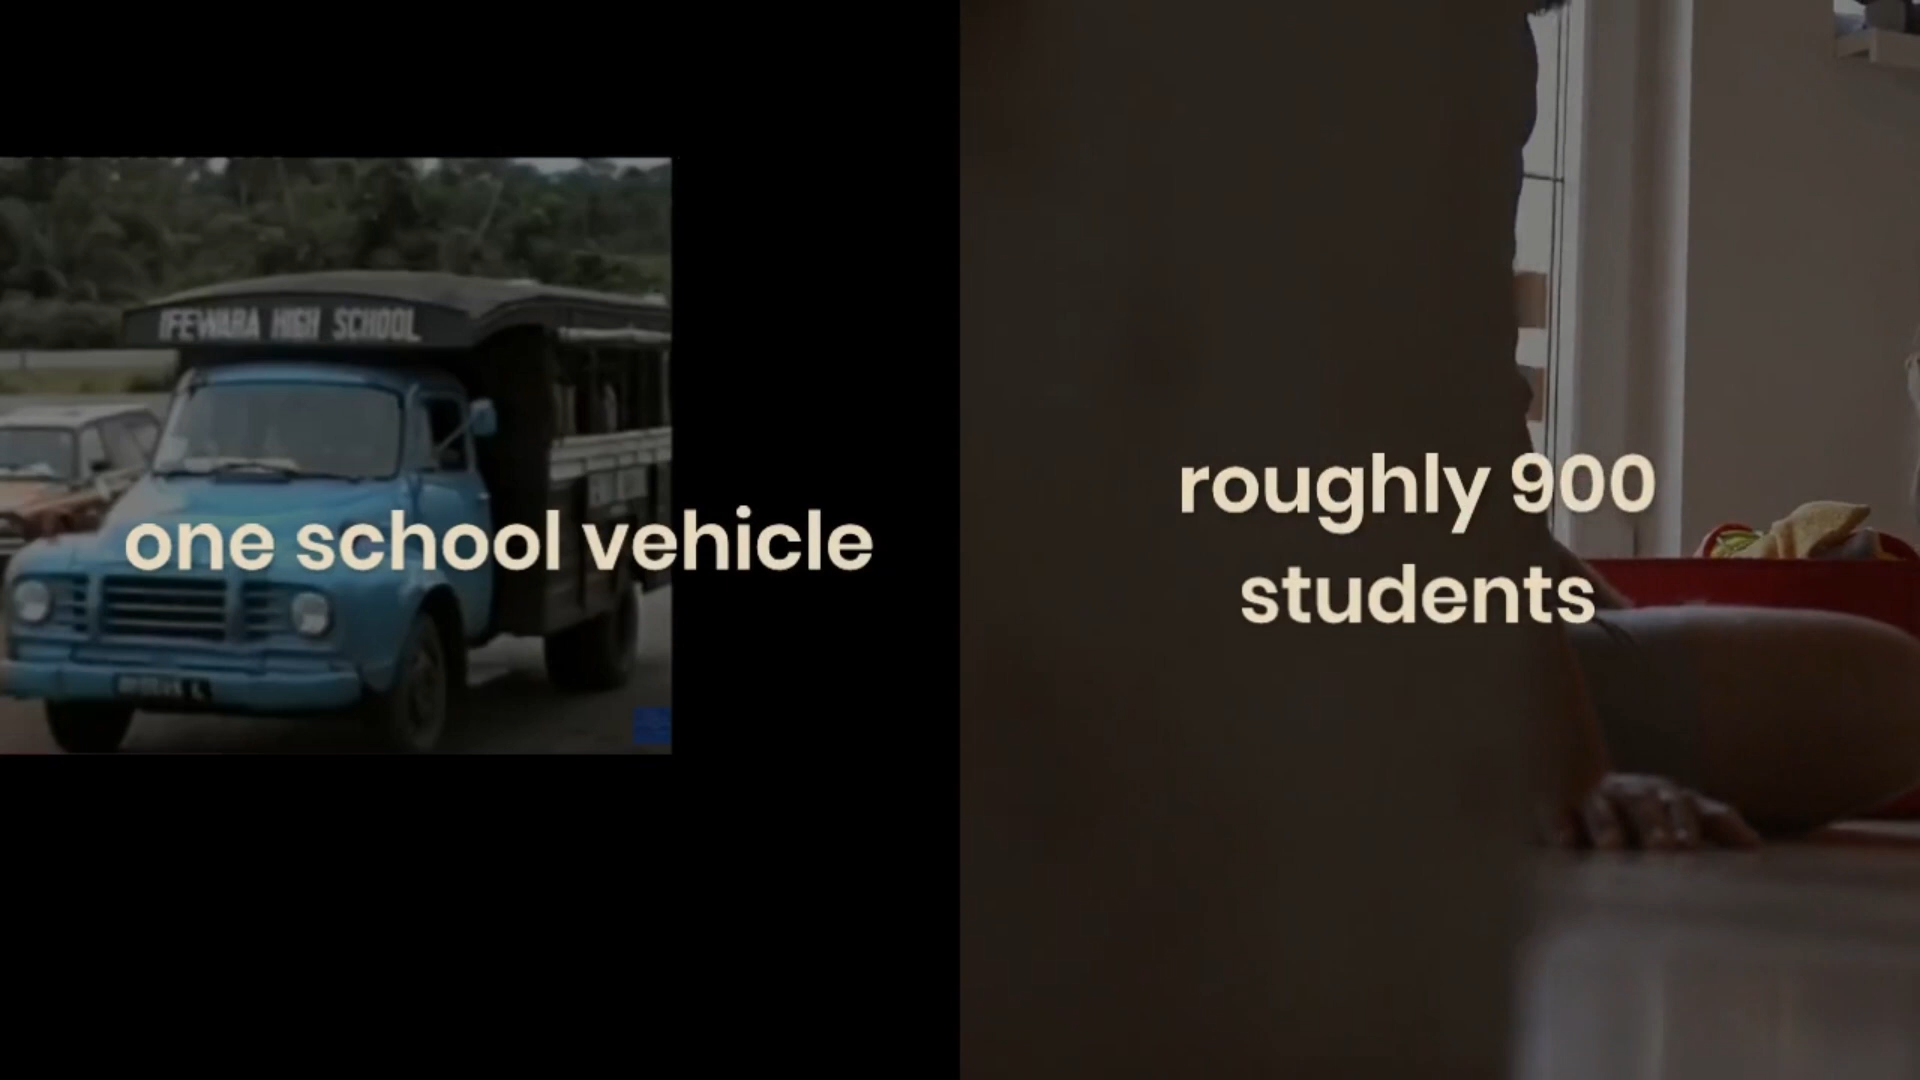 IFEWARA HIGH SCHOOL
one school vehicle
roughly 900
students